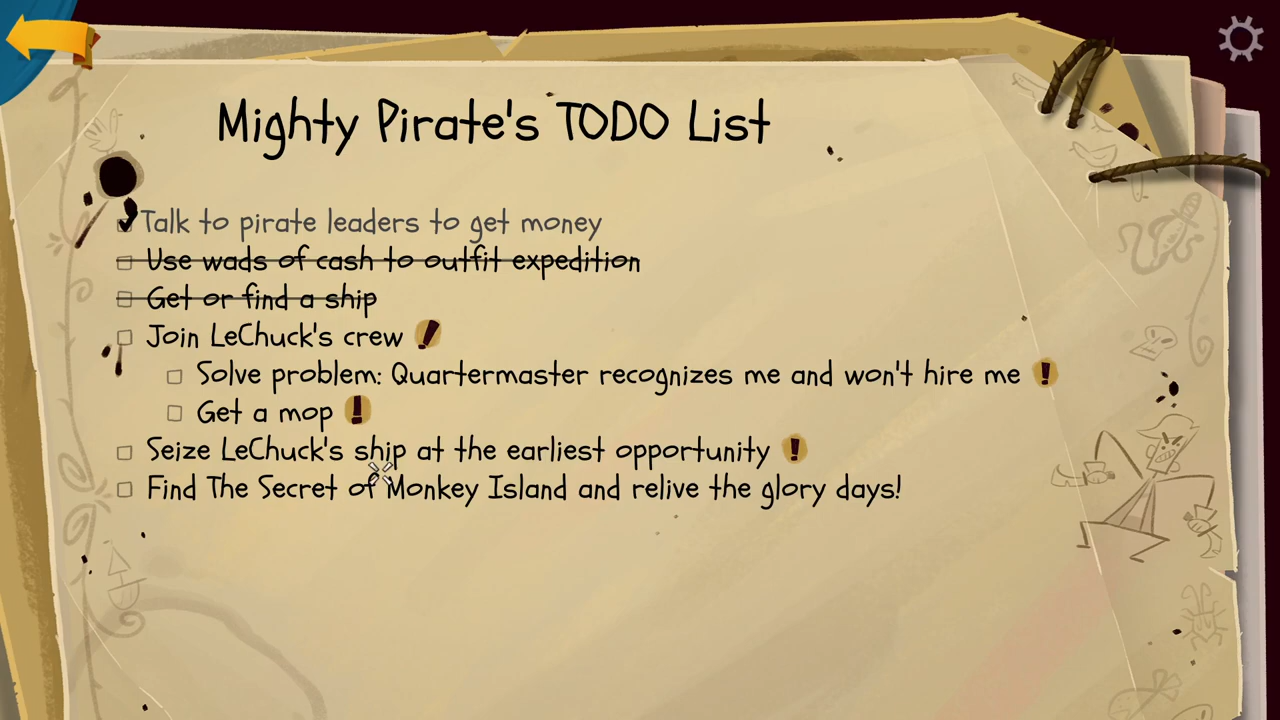 Mighty Pirate's TODO List
Talk to pirate leaders to get money
Use wads of cash to outfit expedition
Get or find a ship
Join LeChuck's crew !
Solve problem: Quartermaster recognizes me and won't hire me !
Get a mop !
Seize LeChuck's ship at the earliest opportunity !
Find The Secret of Monkey Island and relive the glory days!